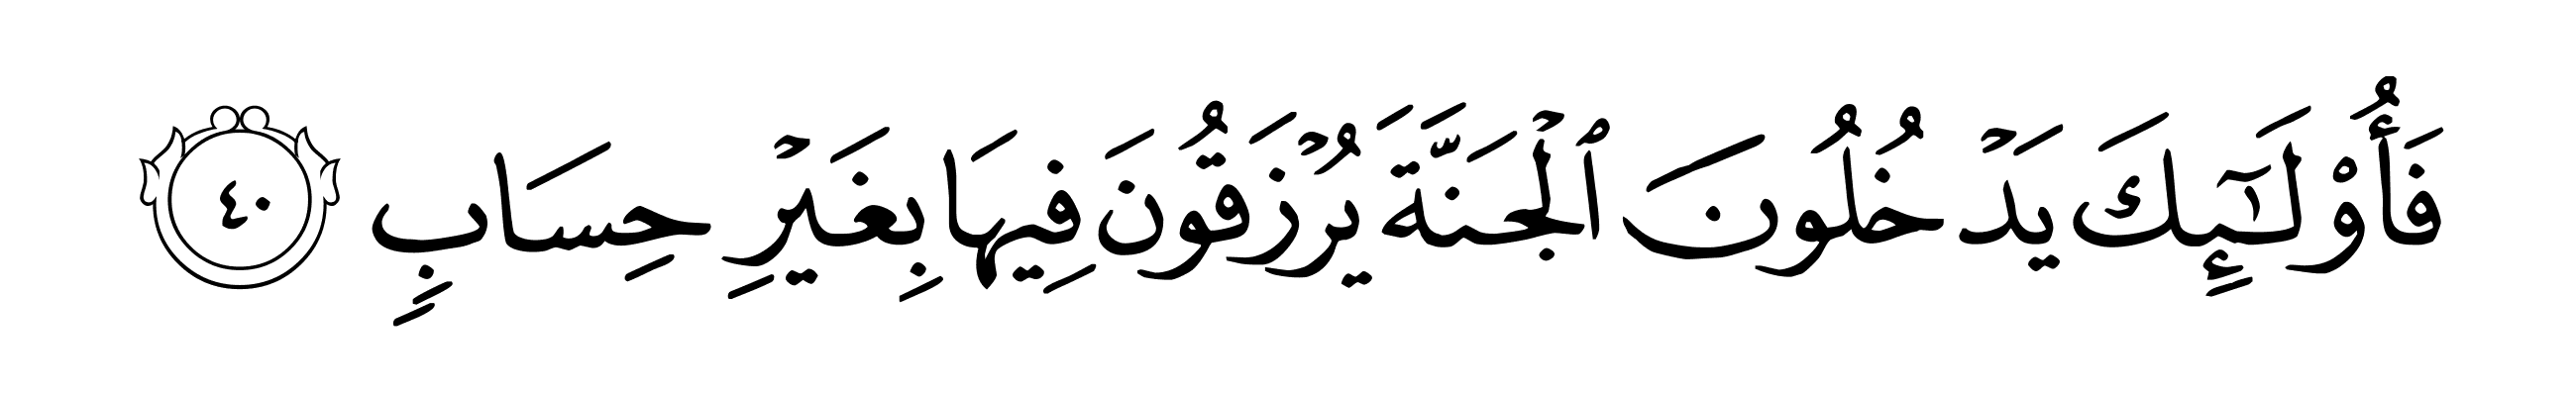 فَأُو۟لَـٰٓئِكَ يَدۡخُلُونَ ٱلۡجَنَّةَ يُرۡزَقُونَ فِيهَا بِغَيۡرِ حِسَابٍ ٤٠